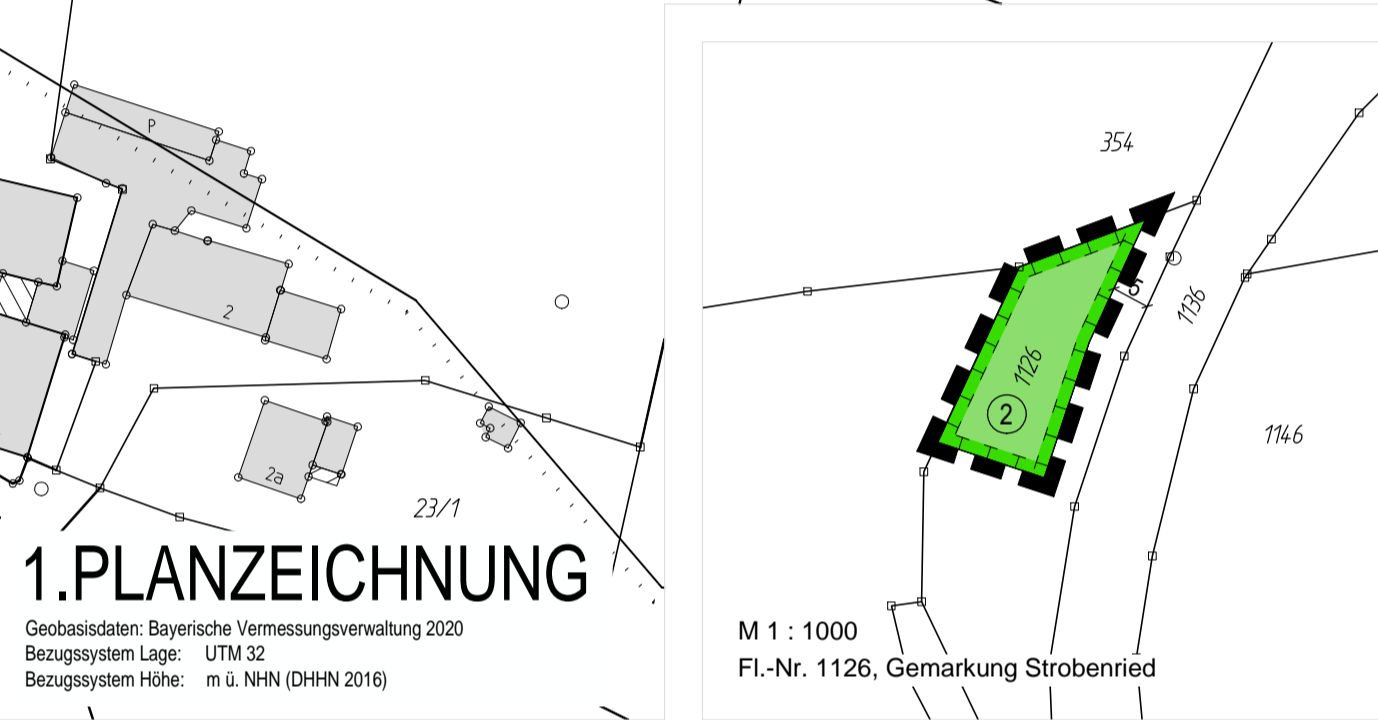 P
2
2a
23/1
1.PLANZEICHNUNG
Geobasisdaten: Bayerische Vermessungsverwaltung 2020
Bezugssystem Lage: UTM 32
Bezugssystem Höhe: m ü. NHN (DHHN 2016)
354
5
1136
1126
2
1146
M 1 : 1000
Fl.-Nr. 1126, Gemarkung Strobenried